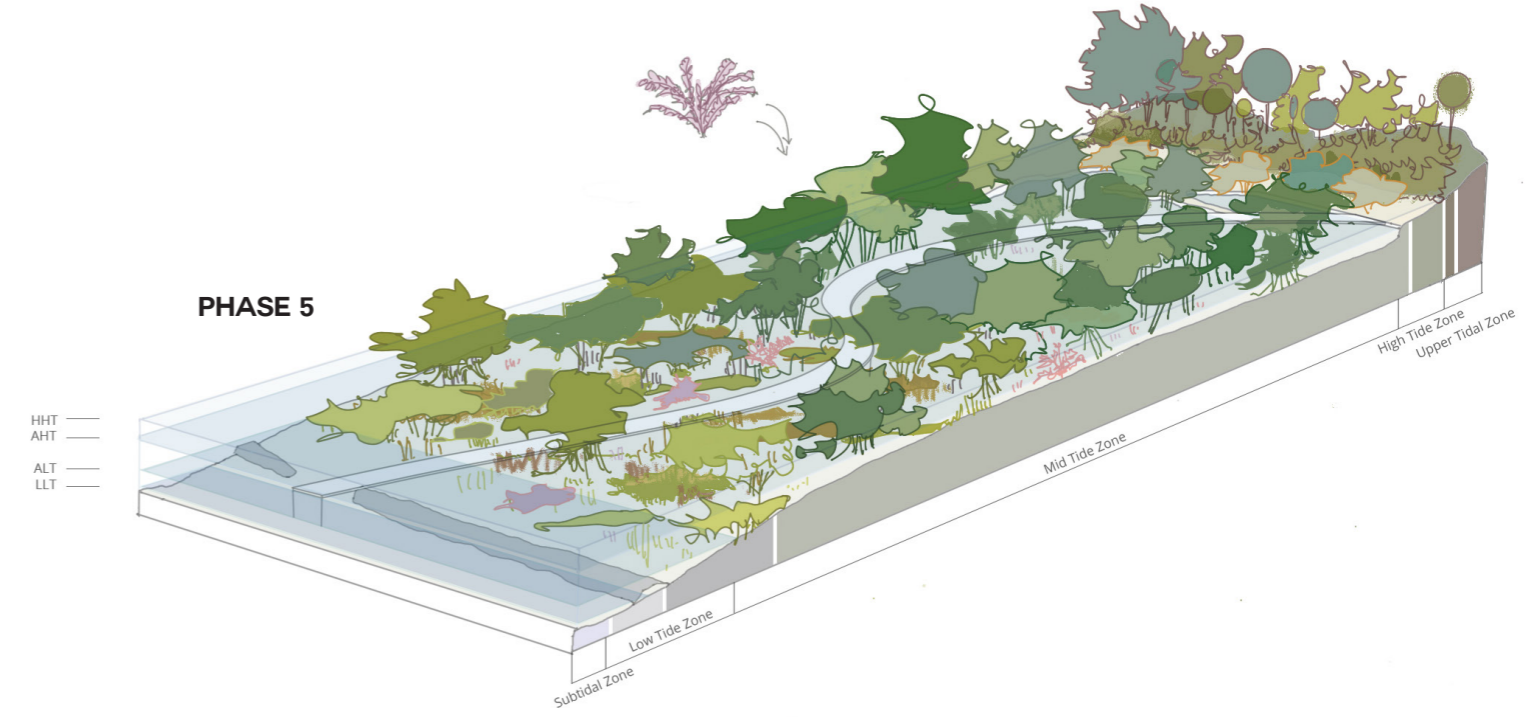 PHASE 5
HHT
AHT
ALT
LLT
Subtidal Zone
Low Tide Zone
Mid Tide Zone
High Tide Zone
Upper Tidal Zone